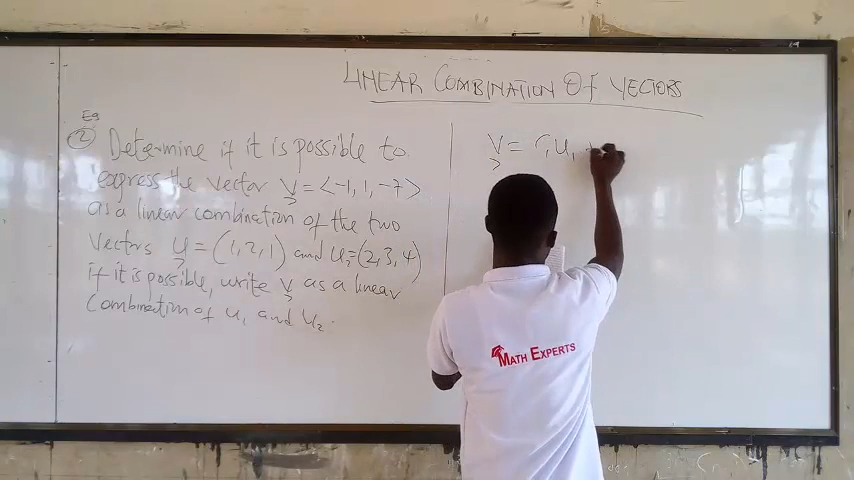 LINEAR COMBINATION OF VECTORS
Eg
② Determine if it is possible to
express the vector v = <-1, 1, -7>
as a linear combination of the two
vectors u = (1, 2, 1) and u₂ = (2, 3, 4)
if it is possible, write v as a linear
Combination of u₁ and u₂.
v = c₁u₁ +
MATH EXPERTS